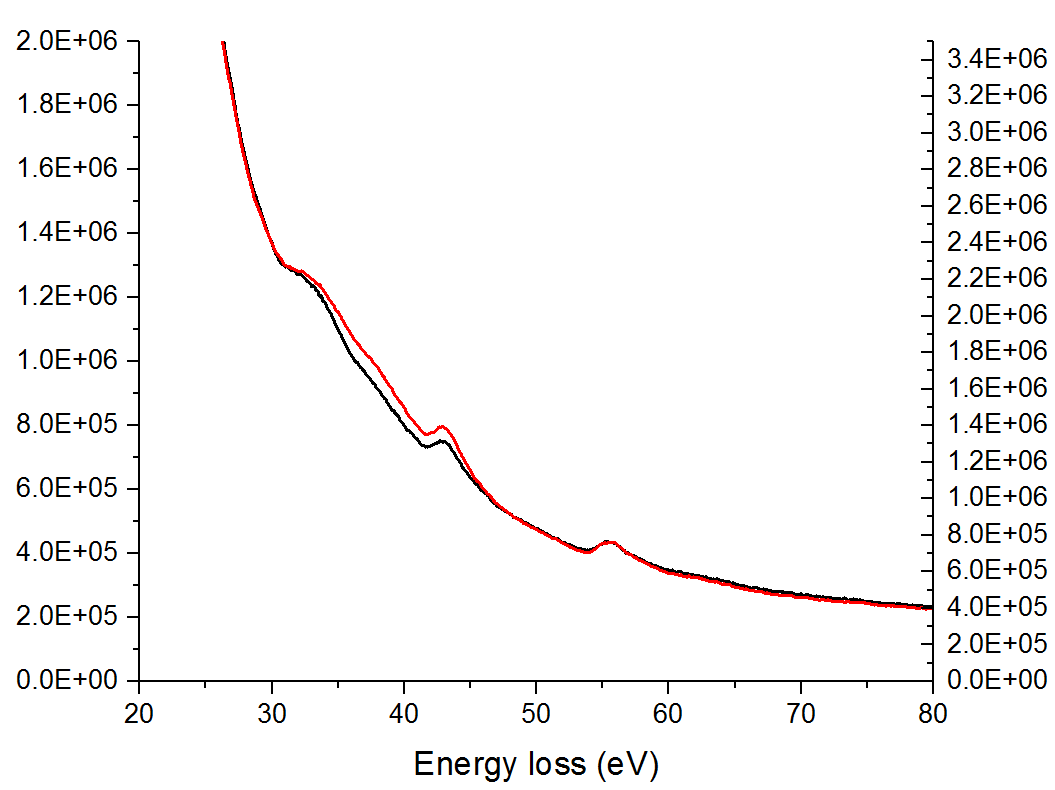 2.0E+06
1.8E+06
1.6E+06
1.4E+06
1.2E+06
1.0E+06
8.0E+05
6.0E+05
4.0E+05
2.0E+05
0.0E+00
3.4E+06
3.2E+06
3.0E+06
2.8E+06
2.6E+06
2.4E+06
2.2E+06
2.0E+06
1.8E+06
1.6E+06
1.4E+06
1.2E+06
1.0E+06
8.0E+05
6.0E+05
4.0E+05
2.0E+05
0.0E+00
20 30 40 50 60 70 80
Energy loss (eV)